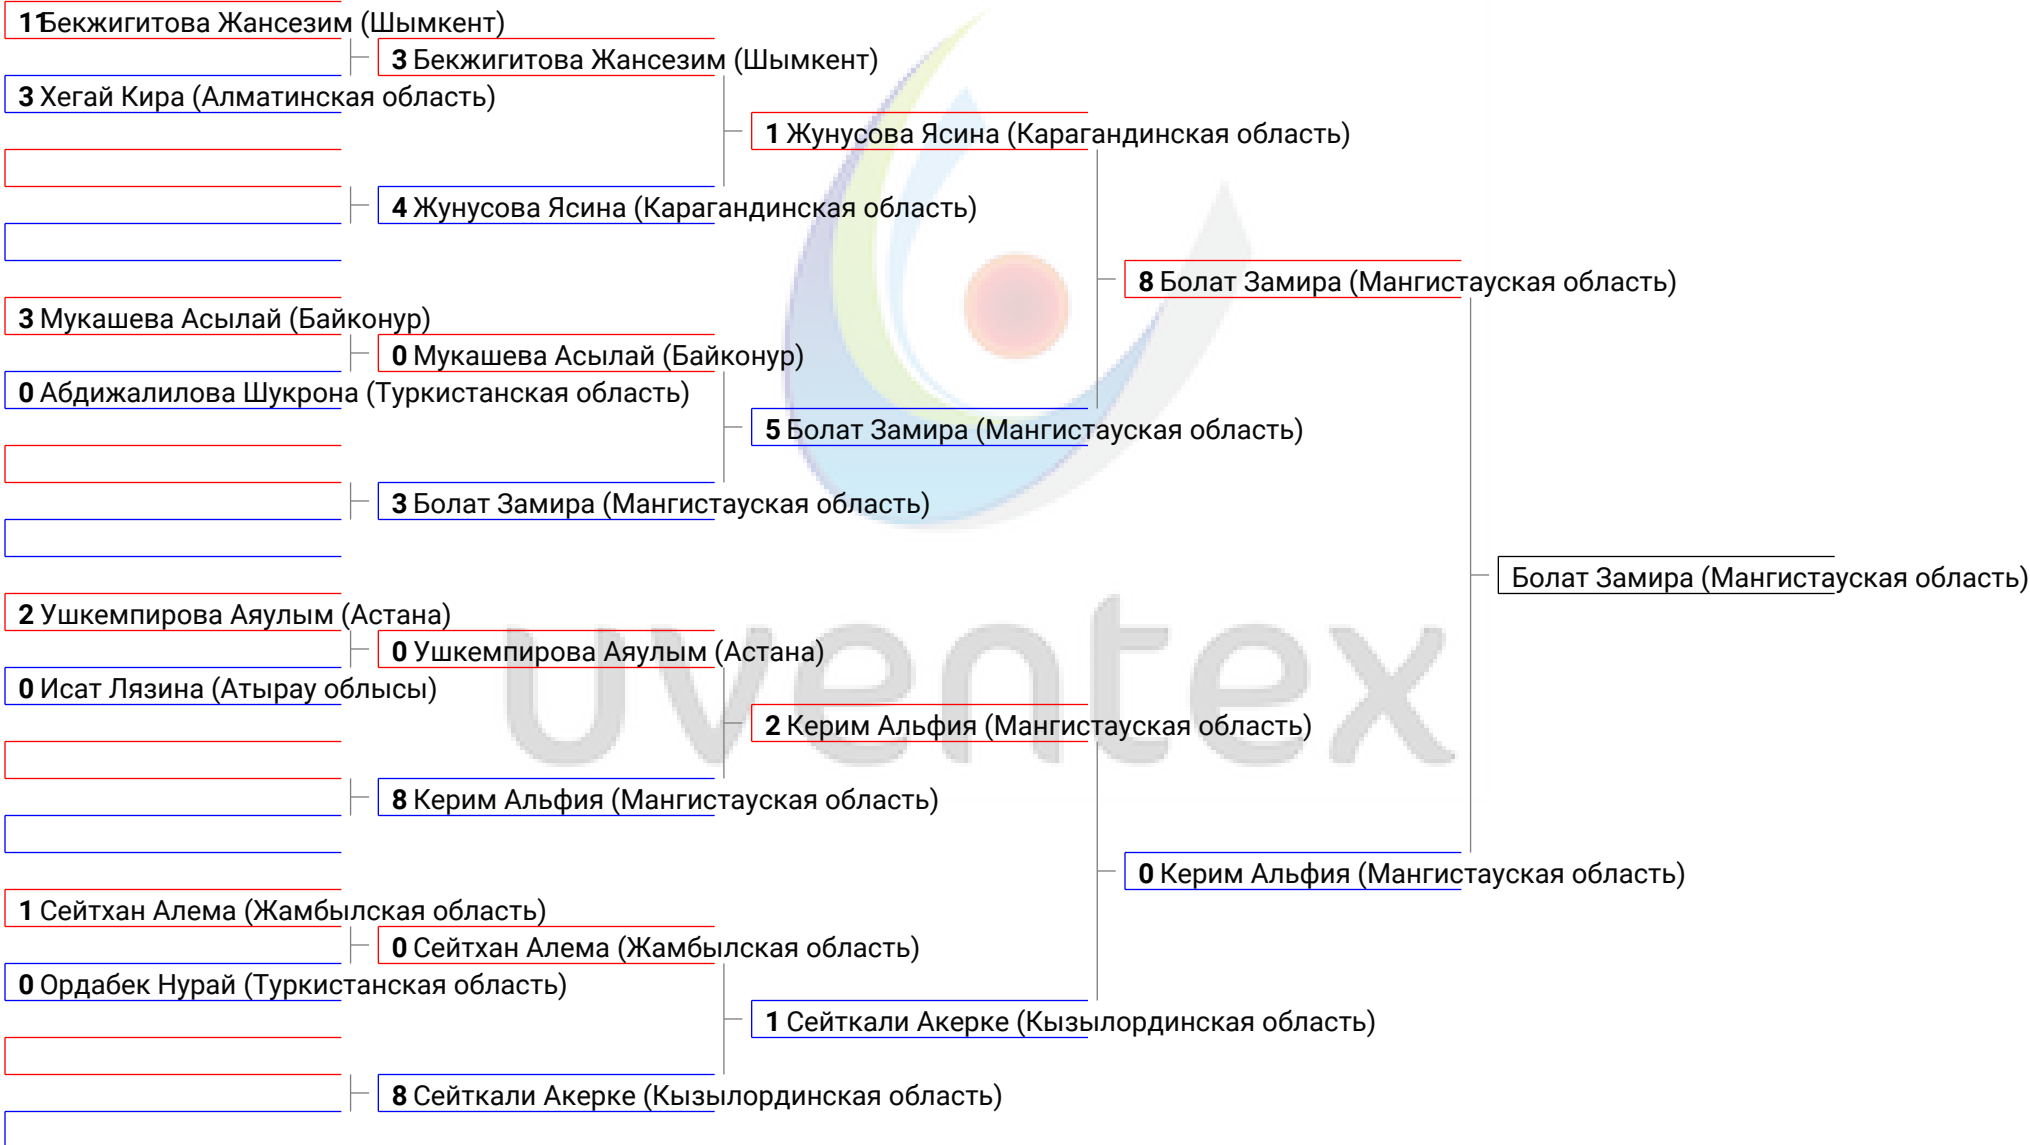 11 Бекжигитова Жансезим (Шымкент)
3 Бекжигитова Жансезим (Шымкент)
3 Хегай Кира (Алматинская область)
1 Жунусова Ясина (Карагандинская область)
4 Жунусова Ясина (Карагандинская область)
8 Болат Замира (Мангистауская область)
3 Мукашева Асылай (Байконур)
0 Мукашева Асылай (Байконур)
0 Абдижалилова Шукрона (Туркистанская область)
5 Болат Замира (Мангистауская область)
3 Болат Замира (Мангистауская область)
Болат Замира (Мангистауская область)
2 Ушкемпирова Аяулым (Астана)
0 Ушкемпирова Аяулым (Астана)
0 Исат Лязина (Атырау облысы)
uventex
2 Керим Альфия (Мангистауская область)
8 Керим Альфия (Мангистауская область)
0 Керим Альфия (Мангистауская область)
1 Сейтхан Алема (Жамбылская область)
0 Сейтхан Алема (Жамбылская область)
0 Ордабек Нурай (Туркистанская область)
1 Сейткали Акерке (Кызылординская область)
8 Сейткали Акерке (Кызылординская область)